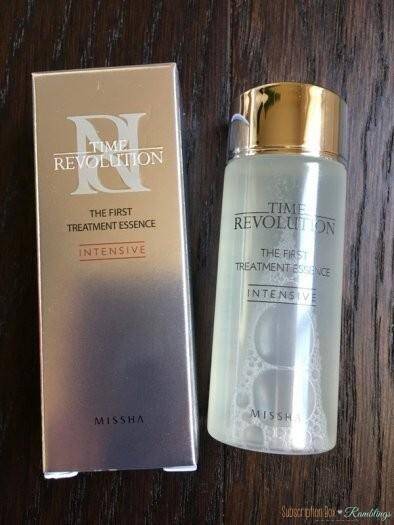 N
TIME
REVOLUTION
THE FIRST
TREATMENT ESSENCE
INTENSIVE
MISSHA
TIME
REVOLUTION
THE FIRST
TREATMENT ESSENCE
INTENSIVE
MISSHA
Subscription Box ♥ Ramblings